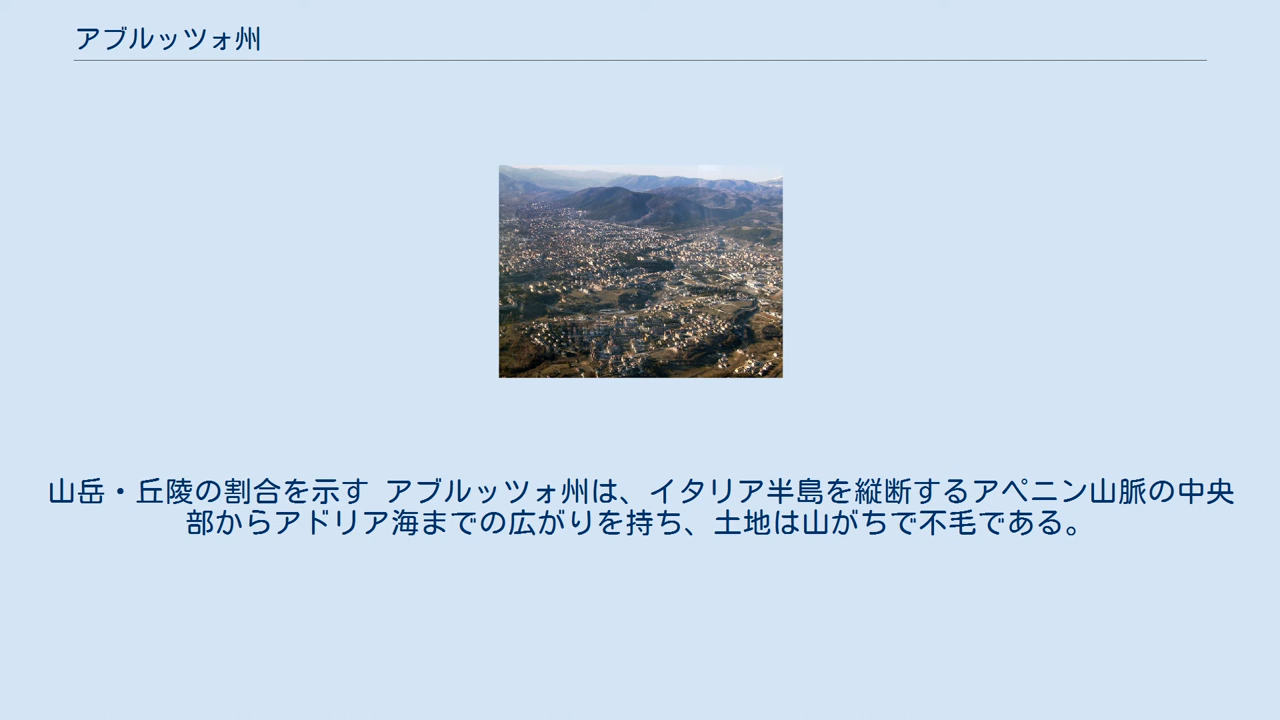 アブルッツォ州
山岳・丘陵の割合を示す アブルッツォ州は、イタリア半島を縦断するアペニン山脈の中央
部からアドリア海までの広がりを持ち、土地は山がちで不毛である。